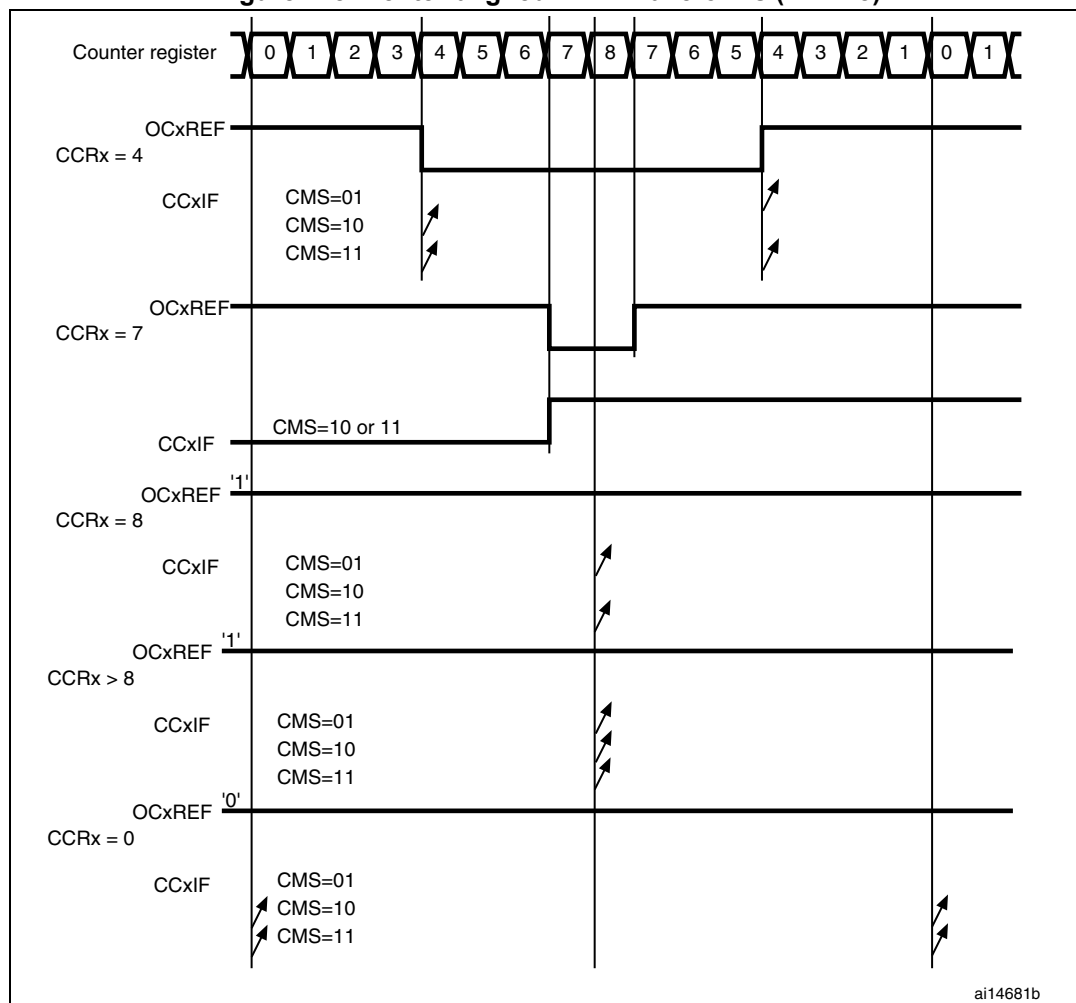 Counter register 0 1 2 3 4 5 6 7 8 7 6 5 4 3 2 1 0 1
OCxREF
CCRx = 4
CCxIF
CMS=01
CMS=10
CMS=11
OCxREF
CCRx = 7
CMS=10 or 11
CCxIF
'1'
OCxREF
CCRx = 8
CCxIF
CMS=01
CMS=10
CMS=11
'1'
OCxREF
CCRx > 8
CCxIF
CMS=01
CMS=10
CMS=11
'0'
OCxREF
CCRx = 0
CCxIF
CMS=01
CMS=10
CMS=11
ai14681b